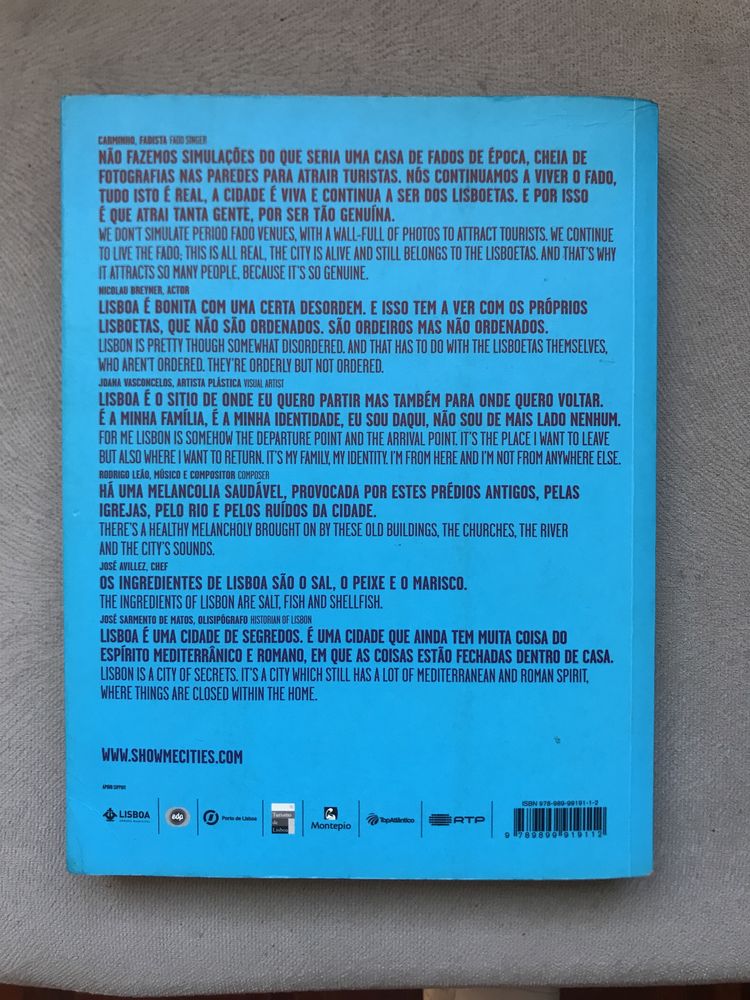 CARMINHO, FADISTA FADO SINGER
NÃO FAZEMOS SIMULAÇÕES DO QUE SERIA UMA CASA DE FADOS DE ÉPOCA, CHEIA DE
FOTOGRAFIAS NAS PAREDES PARA ATRAIR TURISTAS. NÓS CONTINUAMOS A VIVER O FADO,
TUDO ISTO É REAL, A CIDADE É VIVA E CONTINUA A SER DOS LISBOETAS. E POR ISSO
É QUE ATRAI TANTA GENTE, POR SER TÃO GENUÍNA.
WE DON'T SIMULATE PERIOD FADO VENUES, WITH A WALL-FULL OF PHOTOS TO ATTRACT TOURISTS. WE CONTINUE
TO LIVE THE FADO; THIS IS ALL REAL, THE CITY IS ALIVE AND STILL BELONGS TO THE LISBOETAS. AND THAT'S WHY
IT ATTRACTS SO MANY PEOPLE, BECAUSE IT'S SO GENUINE.
NICOLAU BREYNER, ACTOR
LISBOA É BONITA COM UMA CERTA DESORDEM. E ISSO TEM A VER COM OS PRÓPRIOS
LISBOETAS, QUE NÃO SÃO ORDENADOS. SÃO ORDEIROS MAS NÃO ORDENADOS.
LISBON IS PRETTY THOUGH SOMEWHAT DISORDERED. AND THAT HAS TO DO WITH THE LISBOETAS THEMSELVES,
WHO AREN'T ORDERED. THEY'RE ORDERLY BUT NOT ORDERED.
JOANA VASCONCELOS, ARTISTA PLÁSTICA VISUAL ARTIST
LISBOA É O SITIO DE ONDE EU QUERO PARTIR MAS TAMBÉM PARA ONDE QUERO VOLTAR.
É A MINHA FAMÍLIA, É A MINHA IDENTIDADE, EU SOU DAQUI, NÃO SOU DE MAIS LADO NENHUM.
FOR ME LISBON IS SOMEHOW THE DEPARTURE POINT AND THE ARRIVAL POINT. IT'S THE PLACE I WANT TO LEAVE
BUT ALSO WHERE I WANT TO RETURN. IT'S MY FAMILY, MY IDENTITY. I'M FROM HERE AND I'M NOT FROM ANYWHERE ELSE.
RODRIGO LEÃO, MÚSICO E COMPOSITOR COMPOSER
HÁ UMA MELANCOLIA SAUDÁVEL, PROVOCADA POR ESTES PRÉDIOS ANTIGOS, PELAS
IGREJAS, PELO RIO E PELOS RUÍDOS DA CIDADE.
THERE'S A HEALTHY MELANCHOLY BROUGHT ON BY THESE OLD BUILDINGS, THE CHURCHES, THE RIVER
AND THE CITY'S SOUNDS.
JOSÉ AVILLEZ, CHEF
OS INGREDIENTES DE LISBOA SÃO O SAL, O PEIXE E O MARISCO.
THE INGREDIENTS OF LISBON ARE SALT, FISH AND SHELLFISH.
JOSÉ SARMENTO DE MATOS, OLISIPÓGRAFO HISTORIAN OF LISBON
LISBOA É UMA CIDADE DE SEGREDOS. É UMA CIDADE QUE AINDA TEM MUITA COISA DO
ESPÍRITO MEDITERRÂNICO E ROMANO, EM QUE AS COISAS ESTÃO FECHADAS DENTRO DE CASA.
LISBON IS A CITY OF SECRETS. IT'S A CITY WHICH STILL HAS A LOT OF MEDITERRANEAN AND ROMAN SPIRIT,
WHERE THINGS ARE CLOSED WITHIN THE HOME.
WWW.SHOWMECITIES.COM
APOIO SUPPORT
LISBOA
CÂMARA MUNICIPAL
edp
Porto de Lisboa
Turismo de Lisboa
Montepio
TopAtlântico
RTP
ISBN 978-989-99191-1-2
9 789899 919112